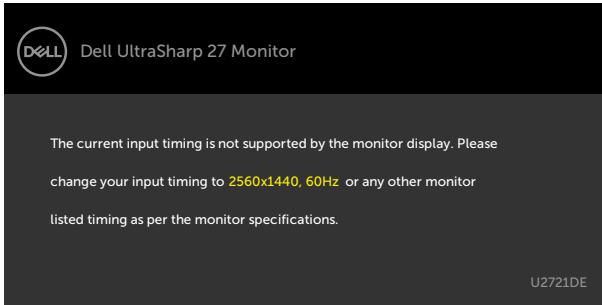 DELL
Dell UltraSharp 27 Monitor
The current input timing is not supported by the monitor display. Please
change your input timing to 2560x1440, 60Hz or any other monitor
listed timing as per the monitor specifications.
U2721DE